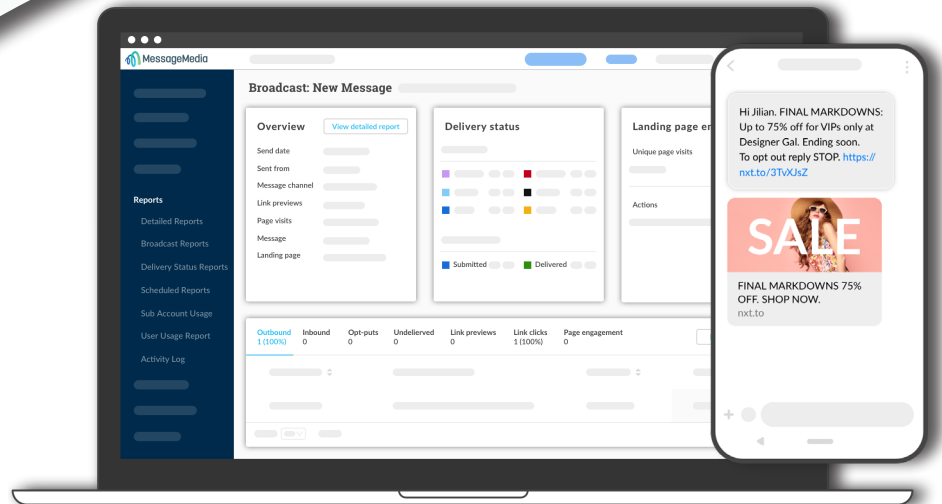 MessageMedia
Broadcast: New Message
Overview
View detailed report
Send date
Sent from
Message channel
Link previews
Page visits
Message
Landing page
Delivery status
Submitted
Delivered
Landing page en
Unique page visits
Actions
Reports
Detailed Reports
Broadcast Reports
Delivery Status Reports
Scheduled Reports
Sub Account Usage
User Usage Report
Activity Log
Outbound Inbound Opt-puts Undelierved Link previews Link clicks Page engagement
1 (100%) 0 0 0 0 1 (100%) 0
Hi Jilian. FINAL MARKDOWNS:
Up to 75% off for VIPs only at
Designer Gal. Ending soon.
To opt out reply STOP. https://
nxt.to/3TvXJsZ
SALE
FINAL MARKDOWNS 75%
OFF. SHOP NOW.
nxt.to